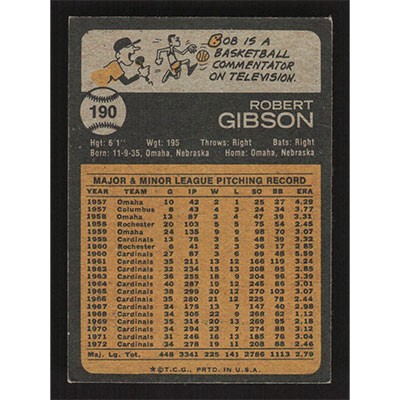 BOB IS A
BASKETBALL
COMMENTATOR
ON TELEVISION.
190
ROBERT
GIBSON
Hgt: 6'1" Wgt: 195 Throws: Right Bats: Right
Born: 11-9-35, Omaha, Nebraska Home: Omaha, Nebraska
MAJOR & MINOR LEAGUE PITCHING RECORD
YEAR TEAM G IP W L SO BB ERA
1957 Omaha 10 42 2 1 25 27 4.29
1957 Columbus 8 43 4 3 24 34 3.77
1958 Omaha 13 87 3 4 47 39 3.31
1958 Rochester 20 103 5 5 75 54 2.45
1959 Omaha 24 135 9 9 98 70 3.07
1959 Cardinals 13 76 3 5 48 39 3.32
1960 Rochester 6 41 2 3 36 17 2.85
1960 Cardinals 27 87 3 6 69 48 5.59
1961 Cardinals 35 211 13 12 166 119 3.24
1962 Cardinals 32 234 15 13 208 95 2.85
1963 Cardinals 36 255 18 9 204 96 3.39
1964 Cardinals 40 287 19 12 245 86 3.01
1965 Cardinals 38 299 20 12 270 103 3.07
1966 Cardinals 35 280 21 12 225 78 2.44
1967 Cardinals 24 175 13 7 147 40 2.98
1968 Cardinals 34 305 22 9 268 62 1.12
1969 Cardinals 35 314 20 13 269 95 2.18
1970 Cardinals 34 294 23 7 274 88 3.12
1971 Cardinals 31 246 16 13 185 76 3.04
1972 Cardinals 34 278 19 11 208 88 2.46
Maj. Lg. Tot. 448 3341 225 141 2786 1113 2.79
★©T.C.G., PRTD. IN U.S.A.